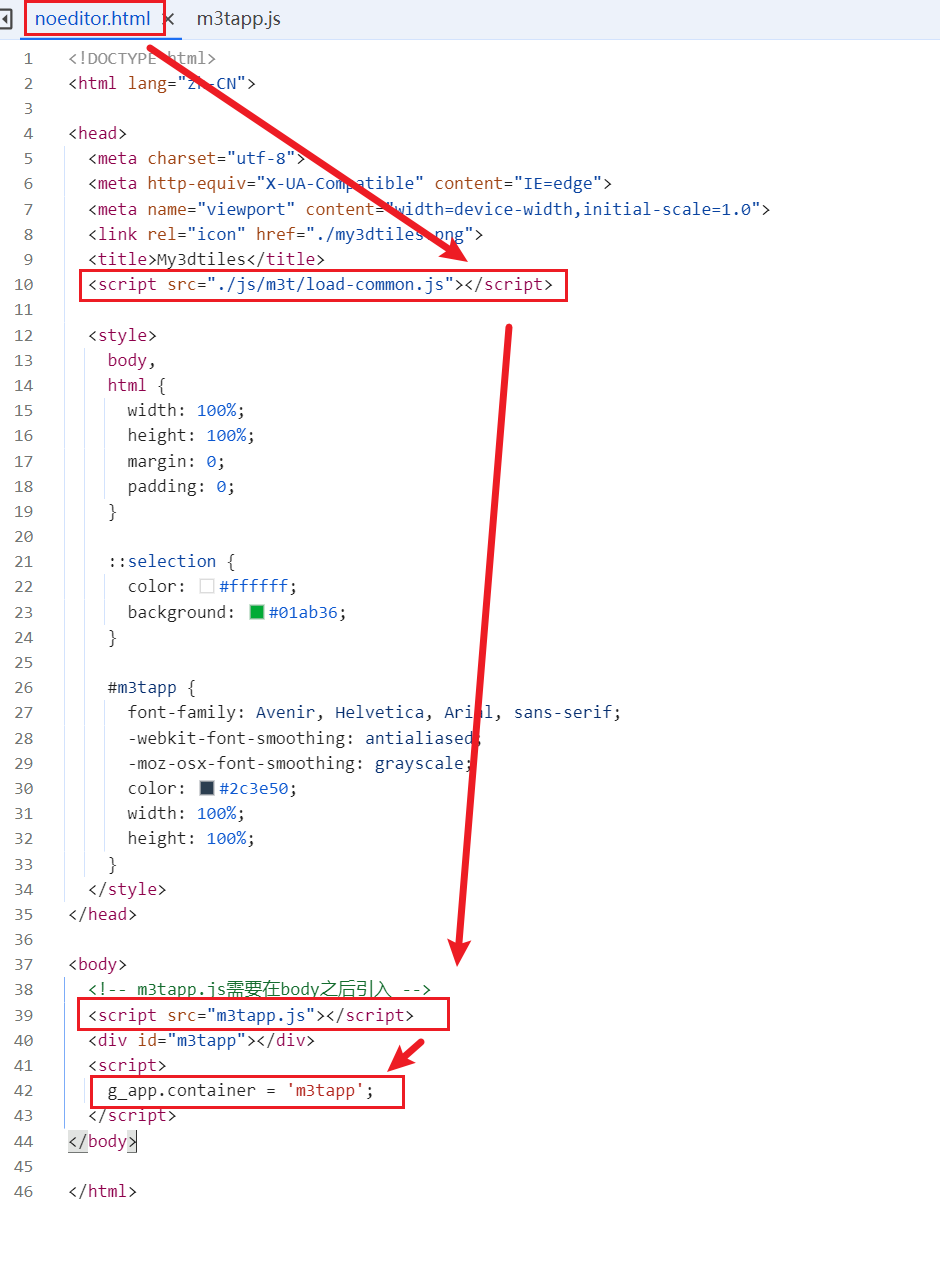 noeditor.html × m3tapp.js
1 <!DOCTYPE html>
2 <html lang="zh-CN">
3
4 <head>
5 <meta charset="utf-8">
6 <meta http-equiv="X-UA-Compatible" content="IE=edge">
7 <meta name="viewport" content="width=device-width,initial-scale=1.0">
8 <link rel="icon" href="./my3dtiles.png">
9 <title>My3dtiles</title>
10 <script src="./js/m3t/load-common.js"></script>
11
12 <style>
13 body,
14 html {
15 width: 100%;
16 height: 100%;
17 margin: 0;
18 padding: 0;
19 }
20
21 ::selection {
22 color: #ffffff;
23 background: #01ab36;
24 }
25
26 #m3tapp {
27 font-family: Avenir, Helvetica, Arial, sans-serif;
28 -webkit-font-smoothing: antialiased;
29 -moz-osx-font-smoothing: grayscale;
30 color: #2c3e50;
31 width: 100%;
32 height: 100%;
33 }
34 </style>
35 </head>
36
37 <body>
38 <!-- m3tapp.js需要在body之后引入 -->
39 <script src="m3tapp.js"></script>
40 <div id="m3tapp"></div>
41 <script>
42 g_app.container = 'm3tapp';
43 </script>
44 </body>
45
46 </html>